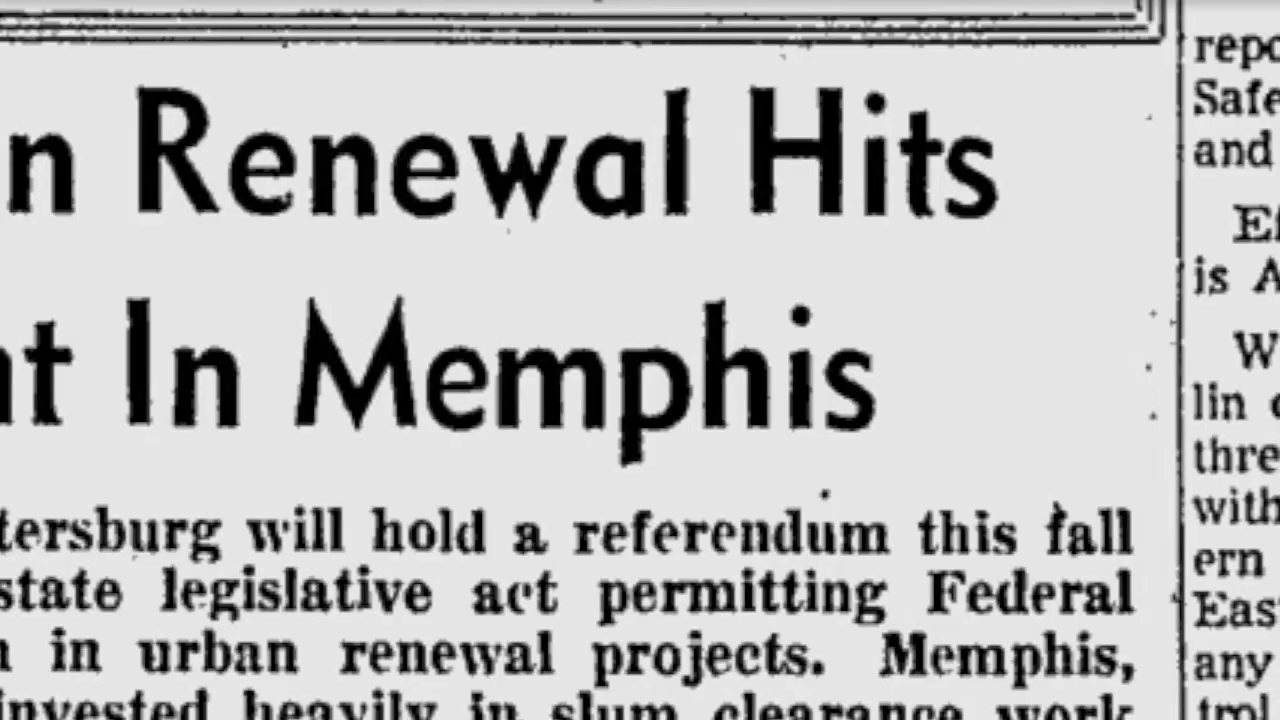 n Renewal Hits
nt In Memphis
tersburg will hold a referendum this fall
state legislative act permitting Federal
in urban renewal projects. Memphis,
invested heavily in slum clearance work
repo
Safe
and
is A
W
lin
thre
with
ern
Eas
any
trol